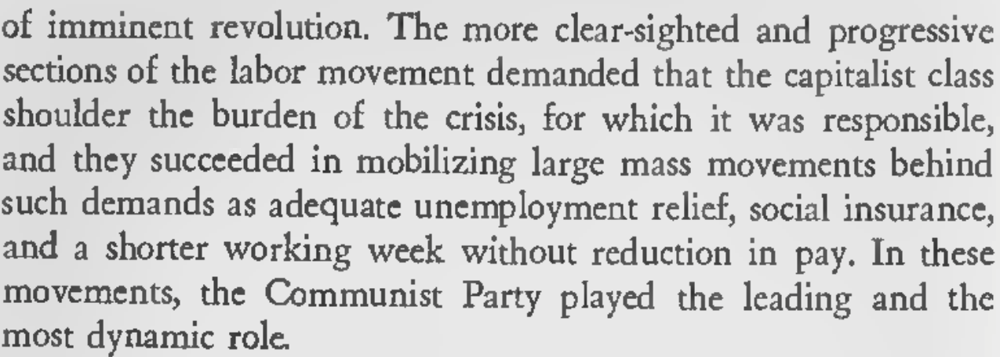 of imminent revolution. The more clear-sighted and progressive
sections of the labor movement demanded that the capitalist class
shoulder the burden of the crisis, for which it was responsible,
and they succeeded in mobilizing large mass movements behind
such demands as adequate unemployment relief, social insurance,
and a shorter working week without reduction in pay. In these
movements, the Communist Party played the leading and the
most dynamic role.